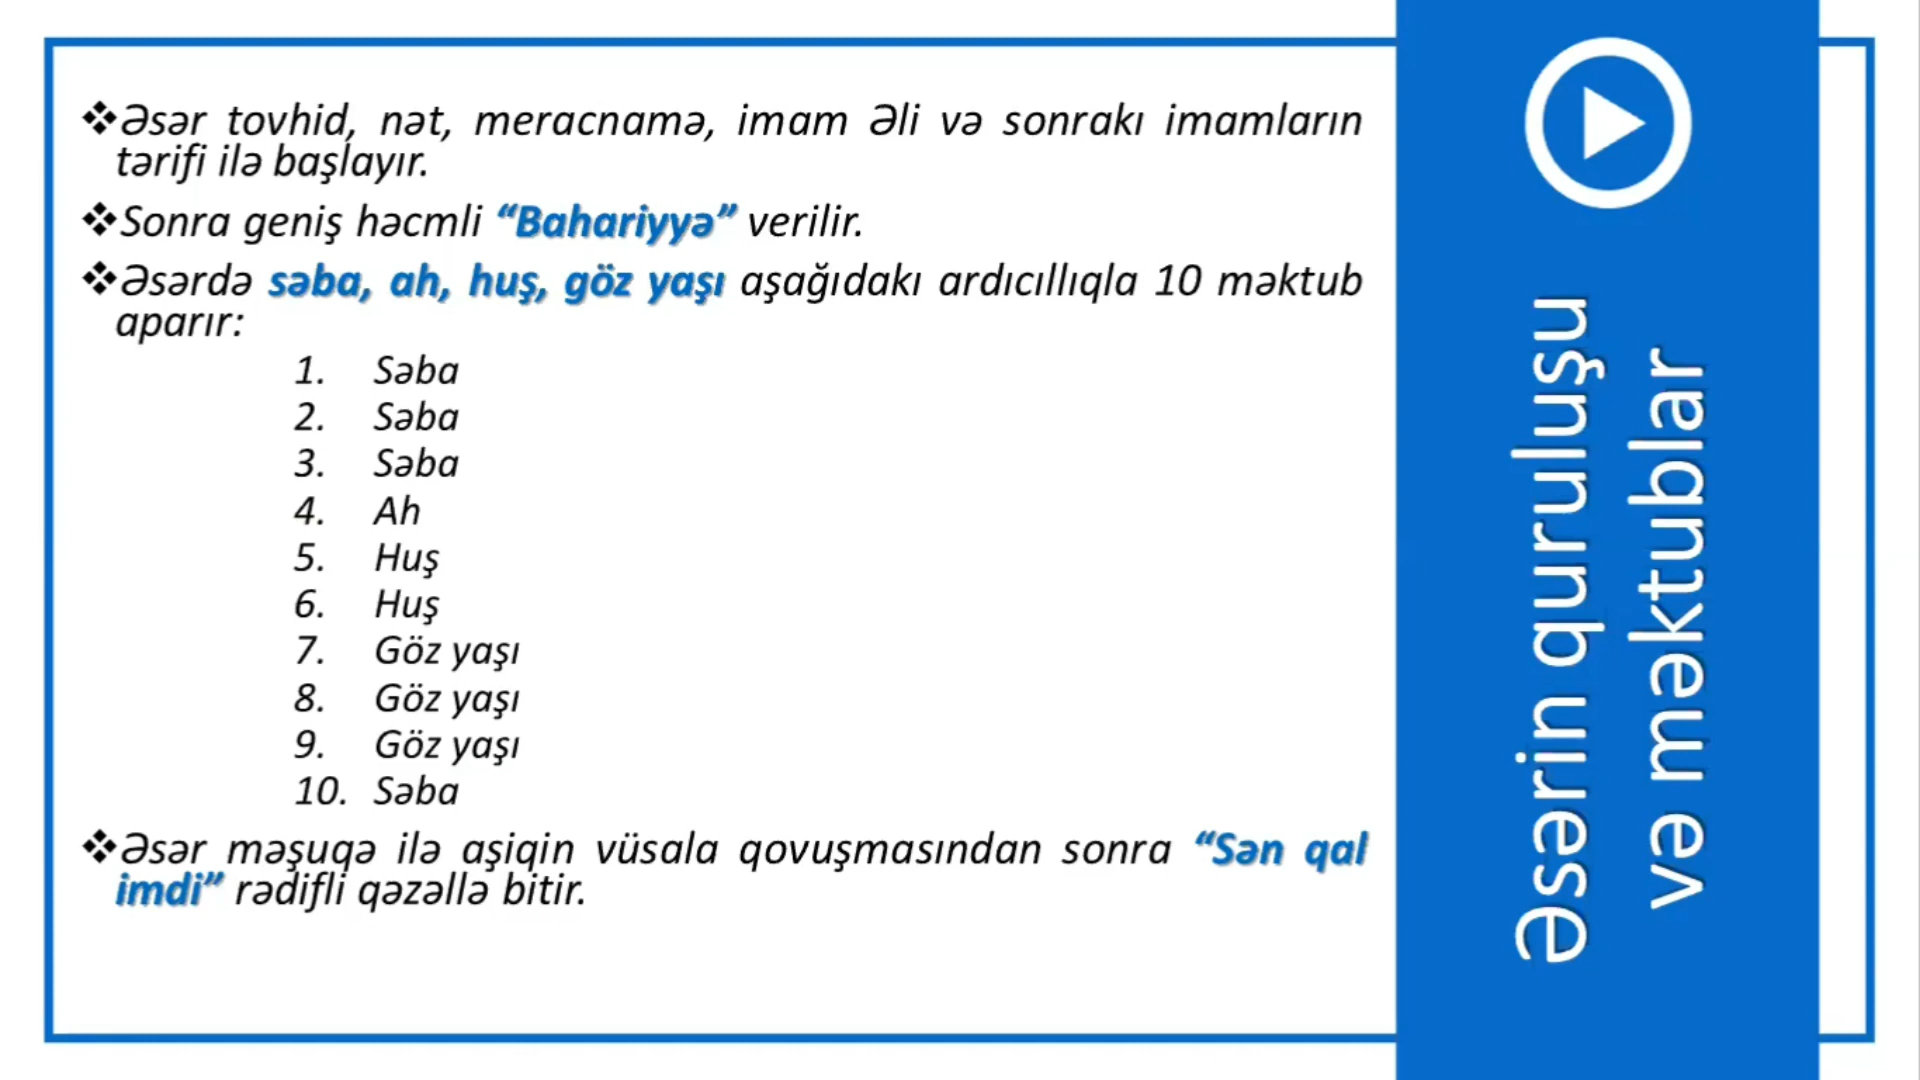 ❖Əsər tovhid, nət, meracnamə, imam Əli və sonrakı imamların
tərifi ilə başlayır.
❖Sonra geniş həcmli “Bahariyyə” verilir.
❖Əsərdə səba, ah, huş, göz yaşı aşağıdakı ardıcıllıqla 10 məktub
aparır:
1. Səba
2. Səba
3. Səba
4. Ah
5. Huş
6. Huş
7. Göz yaşı
8. Göz yaşı
9. Göz yaşı
10. Səba
❖Əsər məşuqə ilə aşiqin vüsala qovuşmasından sonra “Sən qal
imdi” rədifli qəzəllə bitir.
Əsərin quruluşu
və məktublar